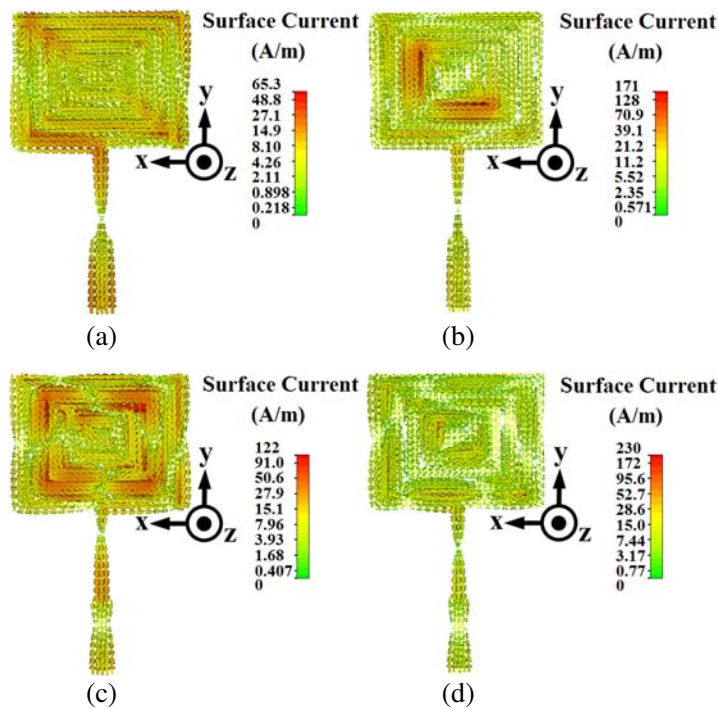 Surface Current
(A/m)
65.3
48.8
27.1
14.9
8.10
4.26
2.11
0.898
0.218
0
y
x
z
(a)
Surface Current
(A/m)
171
128
70.9
39.1
21.2
11.2
5.52
2.35
0.571
0
y
x
z
(b)
Surface Current
(A/m)
122
91.0
50.6
27.9
15.1
7.96
3.93
1.68
0.407
0
y
x
z
(c)
Surface Current
(A/m)
230
172
95.6
52.7
28.6
15.0
7.44
3.17
0.77
0
y
x
z
(d)